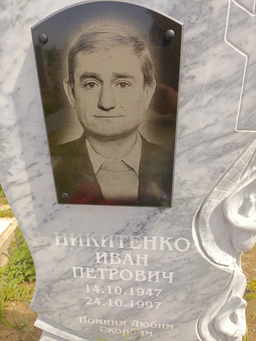 НИКИТЕНКО
ИВАН
ПЕТРОВИЧ
14.10.1947
24.10.1997
Помним Любим
Скорбим